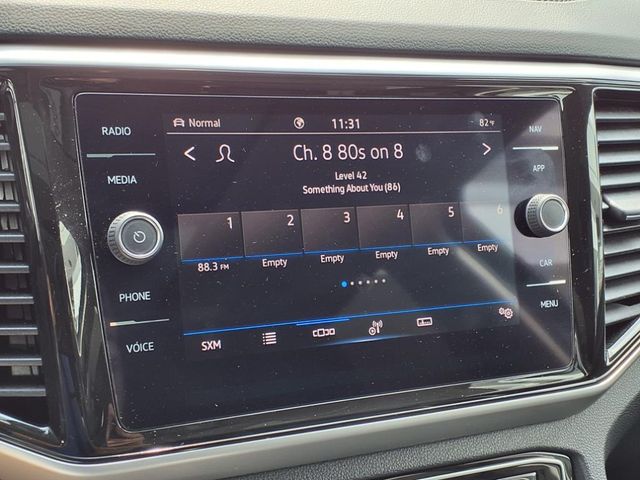 RADIO
MEDIA
PHONE
VOICE
Normal 11:31 82°F
Ch. 8 80s on 8
Level 42
Something About You (86)
1 2 3 4 5 6
88.3 FM Empty Empty Empty Empty Empty
SXM
NAV
APP
CAR
MENU